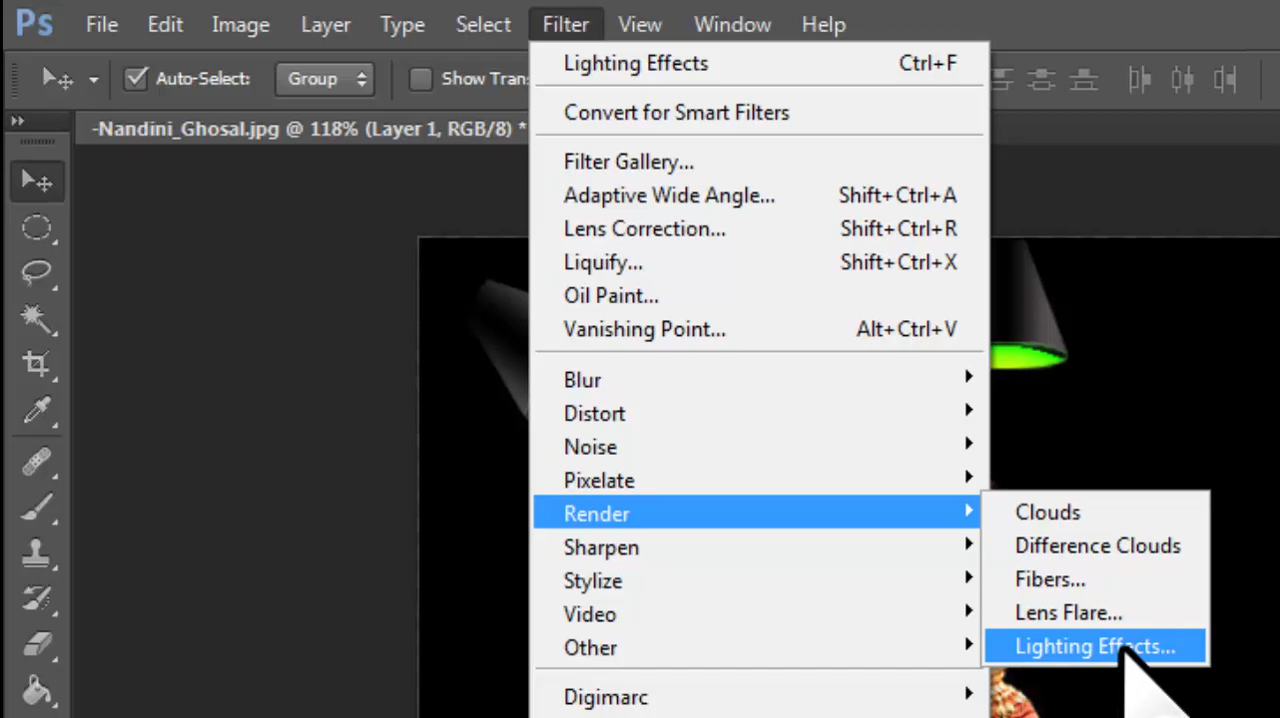 Ps File Edit Image Layer Type Select Filter View Window Help
Auto-Select: Group Show
-Nandini_Ghosal.jpg @ 118% (Layer 1, RGB/8) *
Lighting Effects Ctrl+F
Convert for Smart Filters
Filter Gallery...
Adaptive Wide Angle... Shift+Ctrl+A
Lens Correction... Shift+Ctrl+R
Liquify... Shift+Ctrl+X
Oil Paint...
Vanishing Point... Alt+Ctrl+V
Blur
Distort
Noise
Pixelate
Render
Sharpen
Stylize
Video
Other
Digimarc
Clouds
Difference Clouds
Fibers...
Lens Flare...
Lighting Effects...